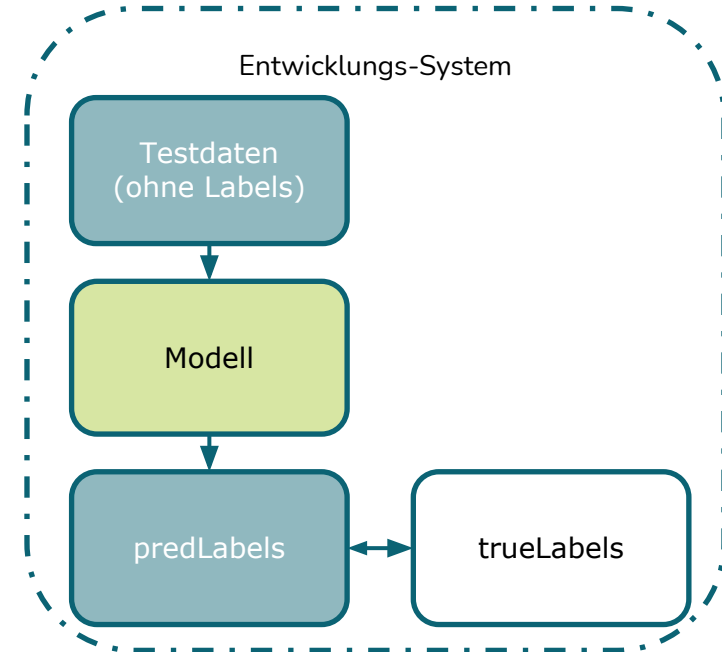 Entwicklungs-System
Testdaten
(ohne Labels)
Modell
predLabels
trueLabels